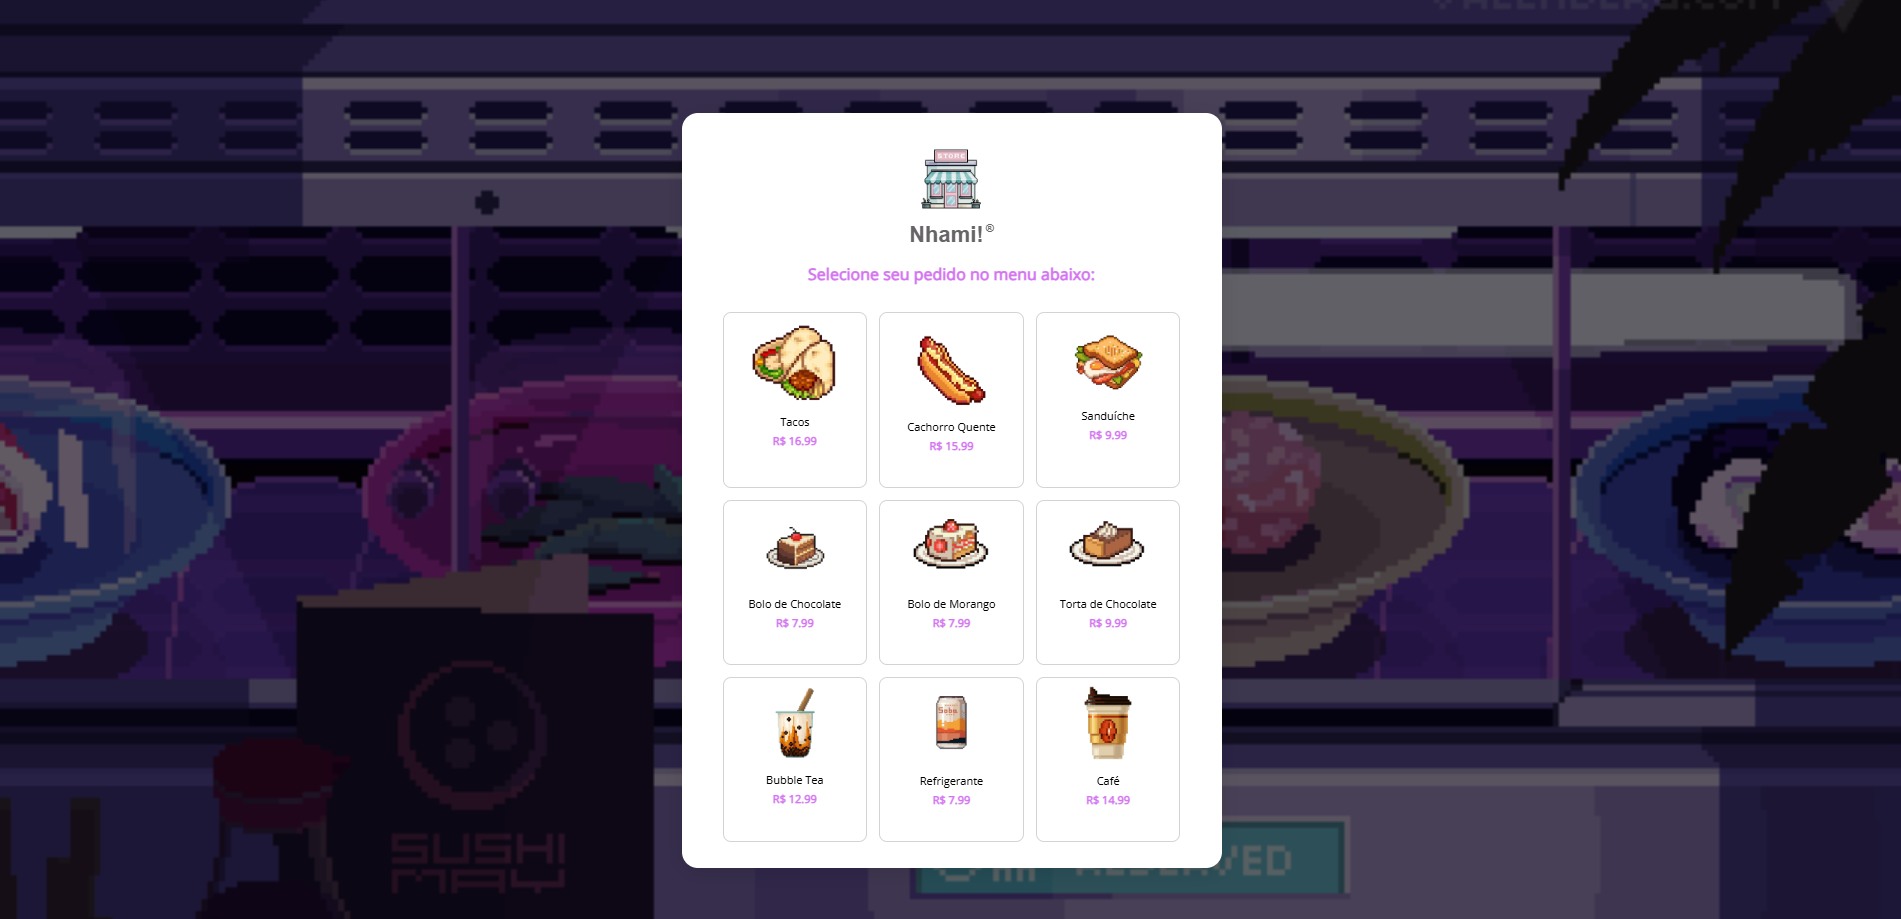 STORE
Nhami!®
Selecione seu pedido no menu abaixo:
Tacos
R$ 16.99
Cachorro Quente
R$ 15.99
Sanduíche
R$ 9.99
Bolo de Chocolate
R$ 7.99
Bolo de Morango
R$ 7.99
Torta de Chocolate
R$ 9.99
Bubble Tea
R$ 12.99
Refrigerante
R$ 7.99
Café
R$ 14.99
SUSHI
MAY